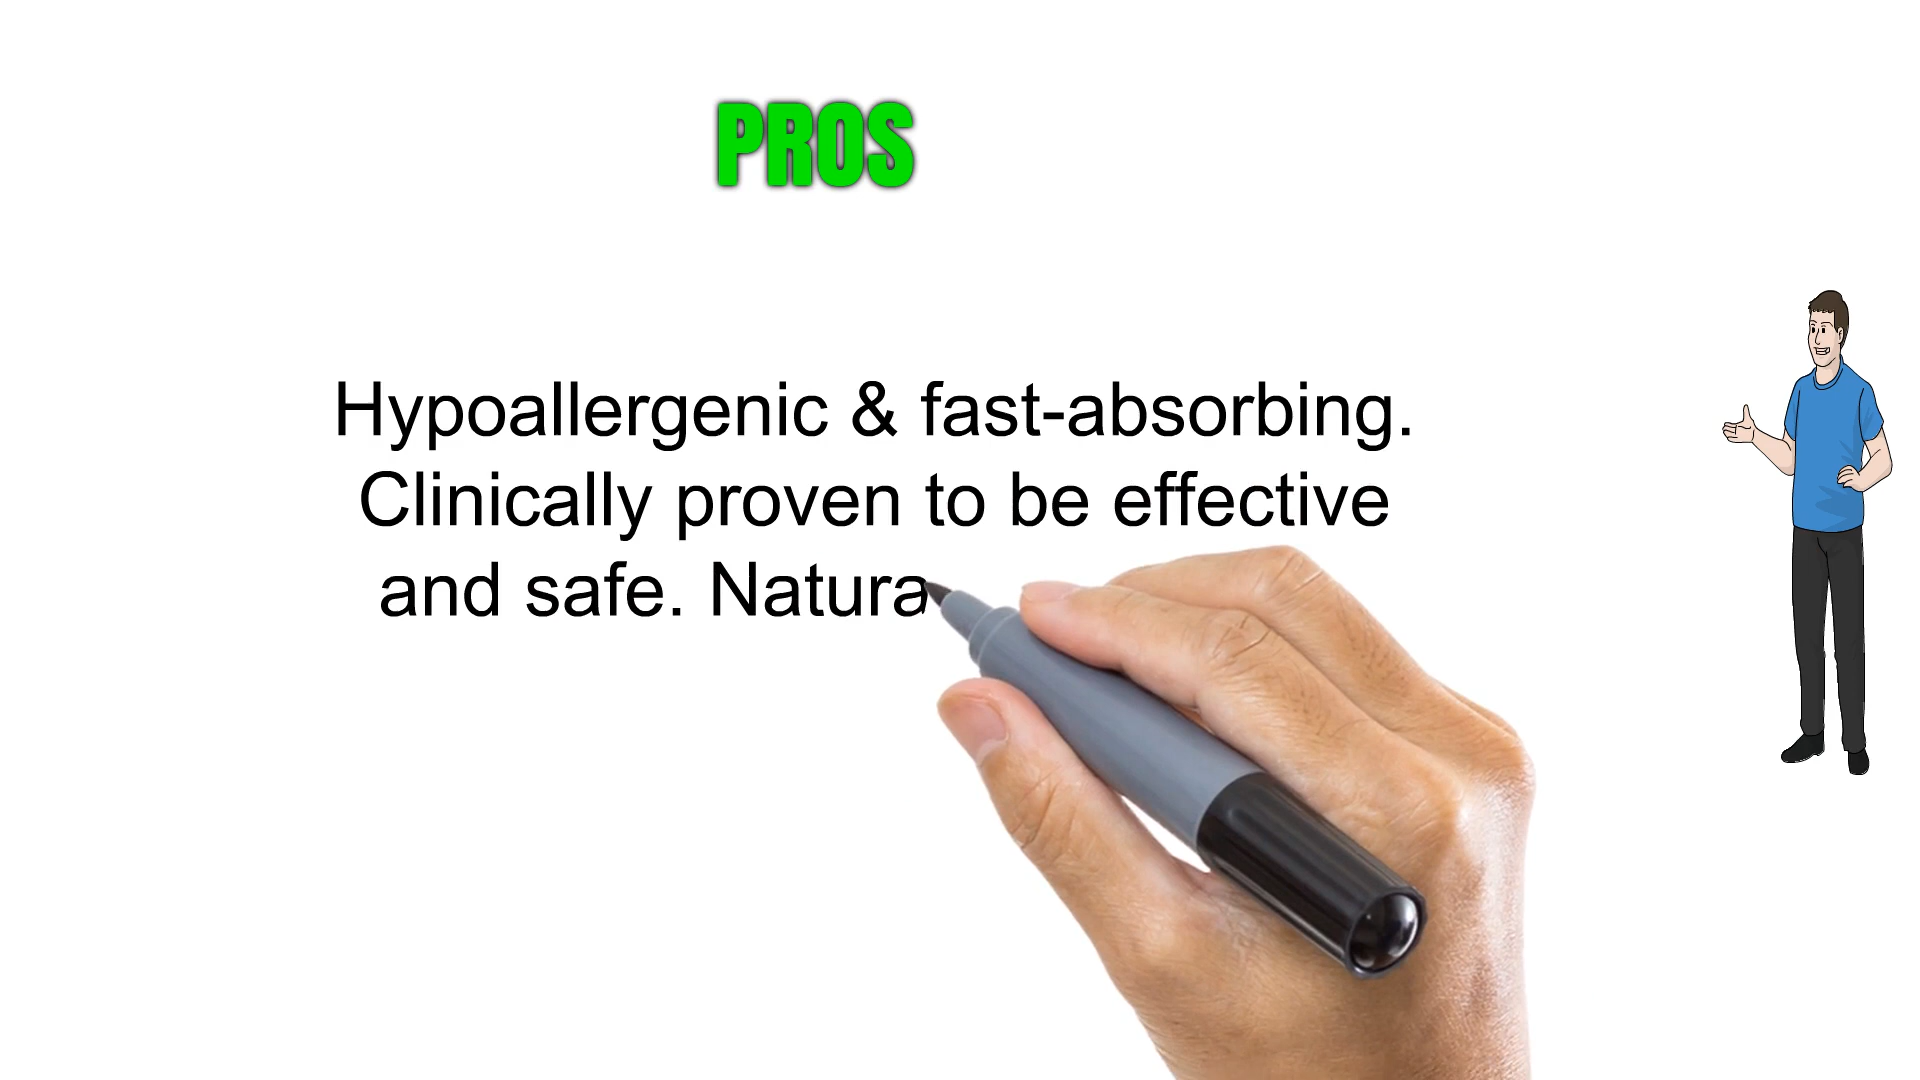 PROS
Hypoallergenic & fast-absorbing.
Clinically proven to be effective
and safe. Natura